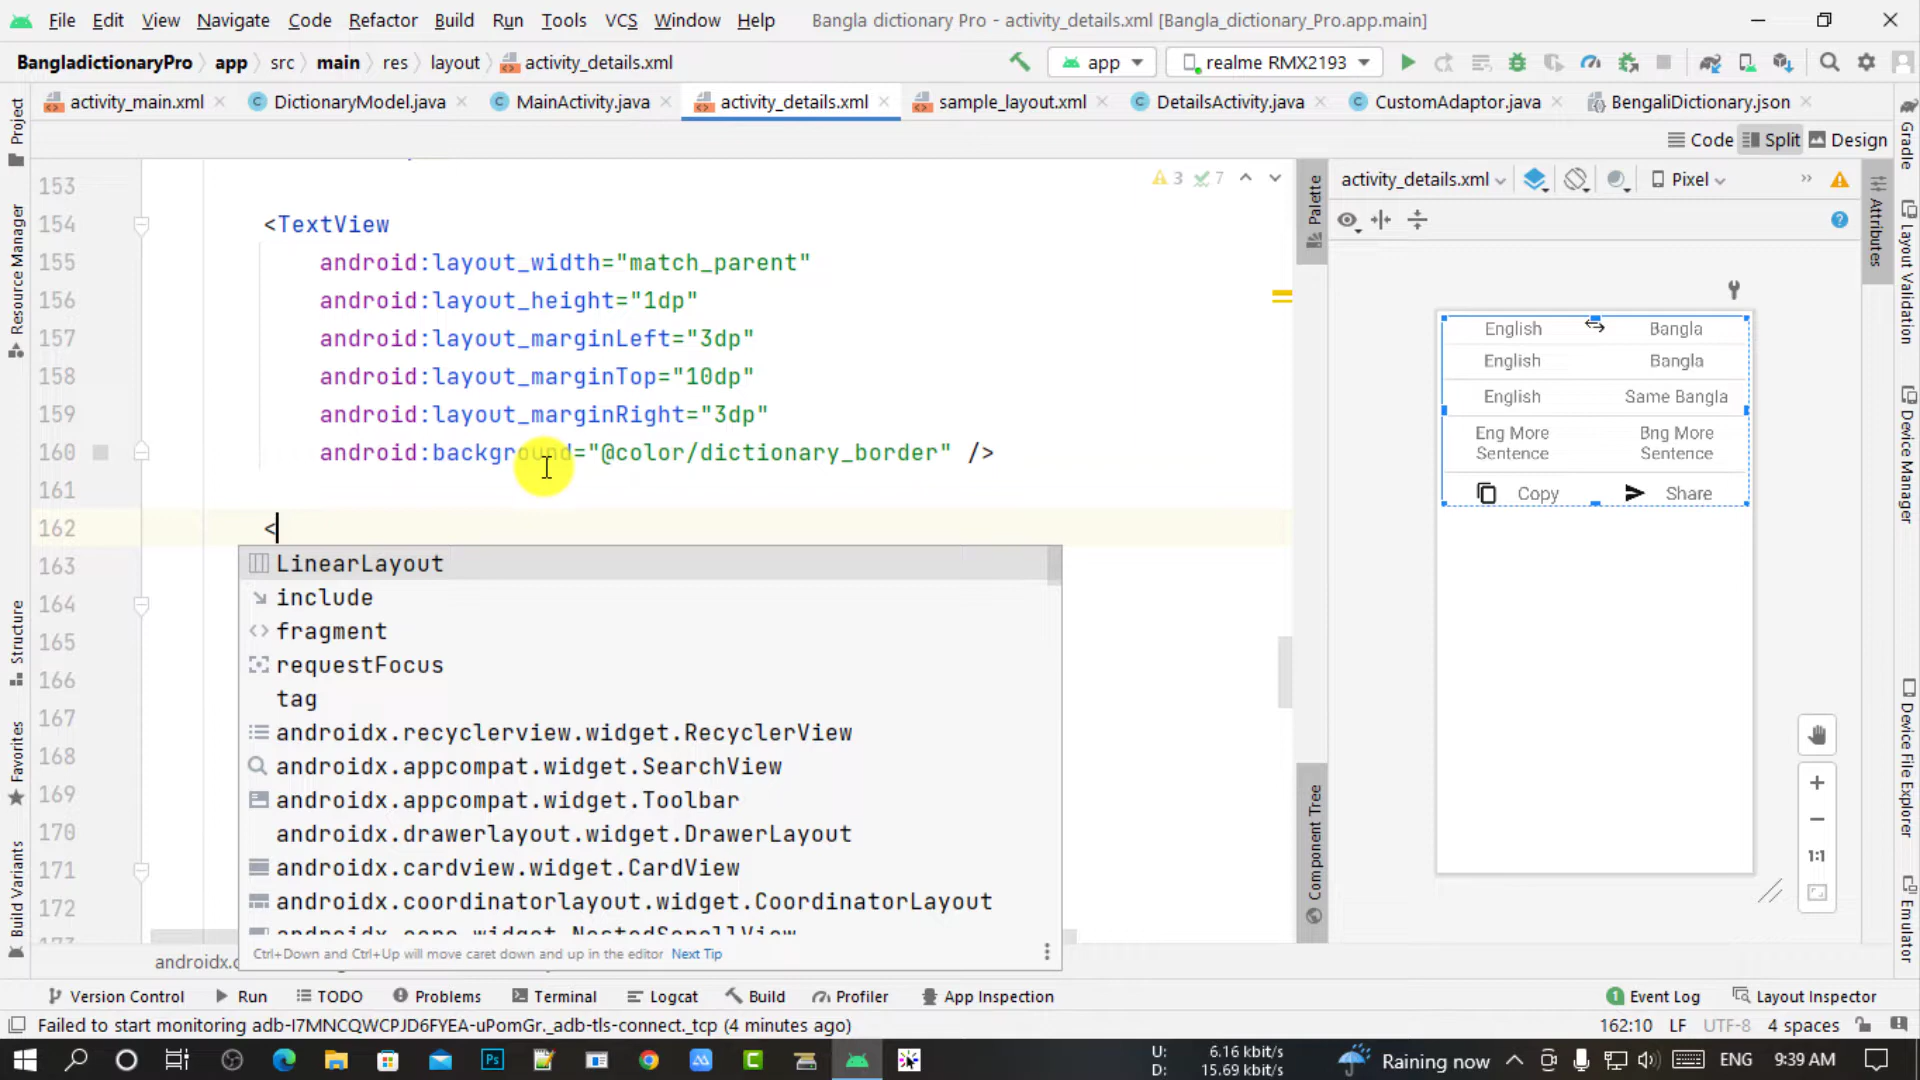 File Edit View Navigate Code Refactor Build Run Tools VCS Window Help Bangla dictionary Pro - activity_details.xml [Bangla_dictionary_Pro.app.main]
BangladictionaryPro app src main res layout activity_details.xml app realme RMX2193
activity_main.xml DictionaryModel.java MainActivity.java activity_details.xml sample_layout.xml DetailsActivity.java CustomAdaptor.java BengaliDictionary.json
Code Split Design
Project
Resource Manager
Structure
Favorites
Build Variants
153
154 <TextView
155 android:layout_width="match_parent"
156 android:layout_height="1dp"
157 android:layout_marginLeft="3dp"
158 android:layout_marginTop="10dp"
159 android:layout_marginRight="3dp"
160 android:background="@color/dictionary_border" />
161
162 <
163
164
165
166
167
168
169
170
171
172
3 7
LinearLayout
include
fragment
requestFocus
tag
androidx.recyclerview.widget.RecyclerView
androidx.appcompat.widget.SearchView
androidx.appcompat.widget.Toolbar
androidx.drawerlayout.widget.DrawerLayout
androidx.cardview.widget.CardView
androidx.coordinatorlayout.widget.CoordinatorLayout
Ctrl+Down and Ctrl+Up will move caret down and up in the editor Next Tip
Palette
Component Tree
activity_details.xml Pixel
English Bangla
English Bangla
English Same Bangla
Eng More Bng More
Sentence Sentence
Copy Share
1:1
Attributes
Gradle
Layout Validation
Device Manager
Device File Explorer
Emulator
Version Control Run TODO Problems Terminal Logcat Build Profiler App Inspection 1 Event Log Layout Inspector
Failed to start monitoring adb-I7MNCQWCPJD6FYEA-uPomGr._adb-tls-connect._tcp (4 minutes ago) 162:10 LF UTF-8 4 spaces
U: 6.16 kbit/s
D: 15.69 kbit/s
Raining now ENG 9:39 AM